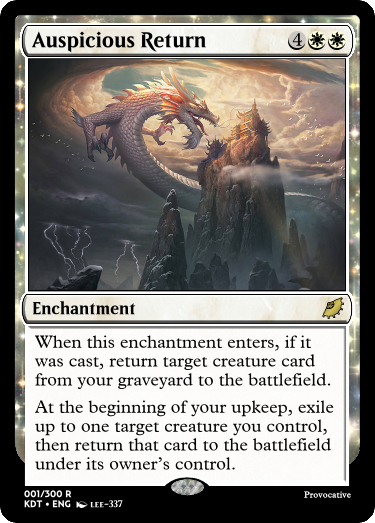 Auspicious Return 4
Enchantment
When this enchantment enters, if it
was cast, return target creature card
from your graveyard to the battlefield.
At the beginning of your upkeep, exile
up to one target creature you control,
then return that card to the battlefield
under its owner's control.
001/300 R
KDT • ENG LEE-337
Provocative